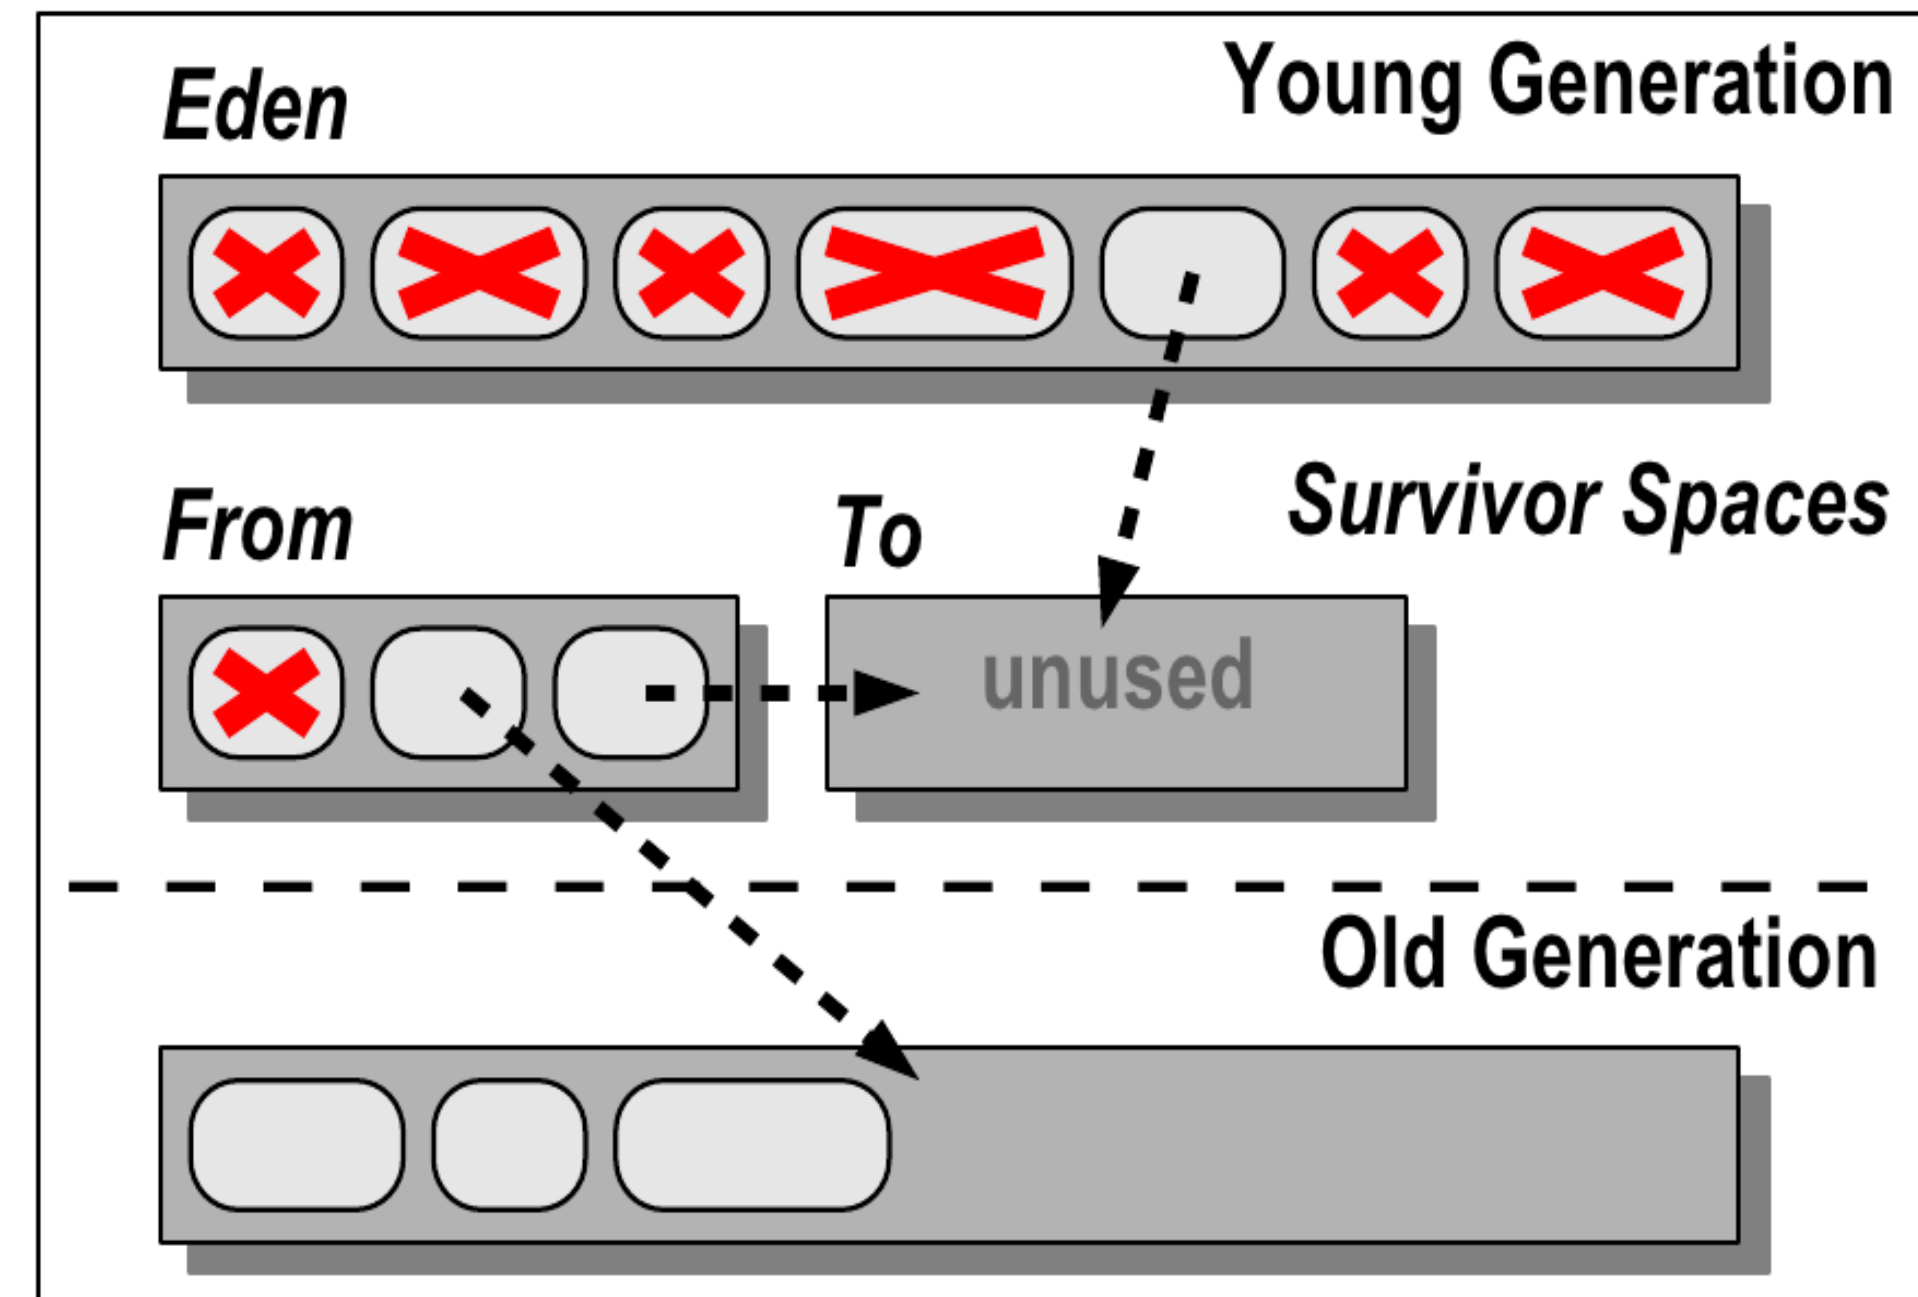 Young Generation
Eden
Survivor Spaces
From
To
unused
Old Generation